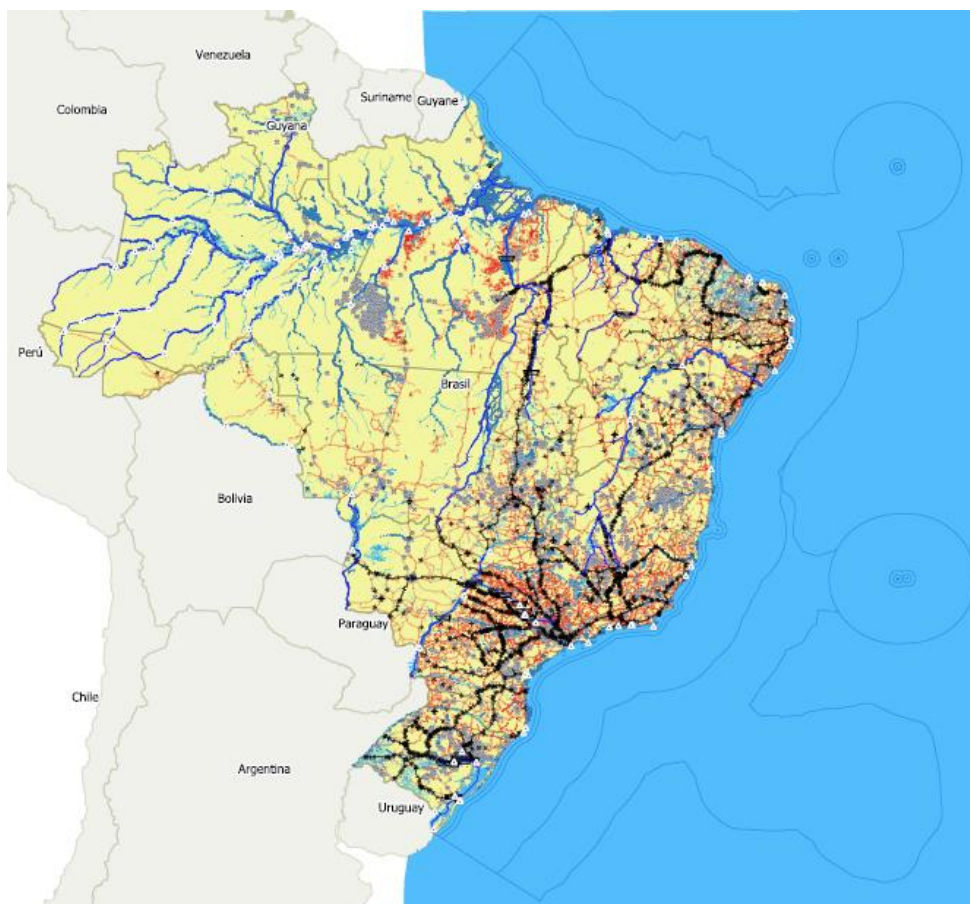 Venezuela
Colombia
Suriname
Guyane
Guyana
Perú
Brasil
Bolivia
Paraguay
Chile
Argentina
Uruguay